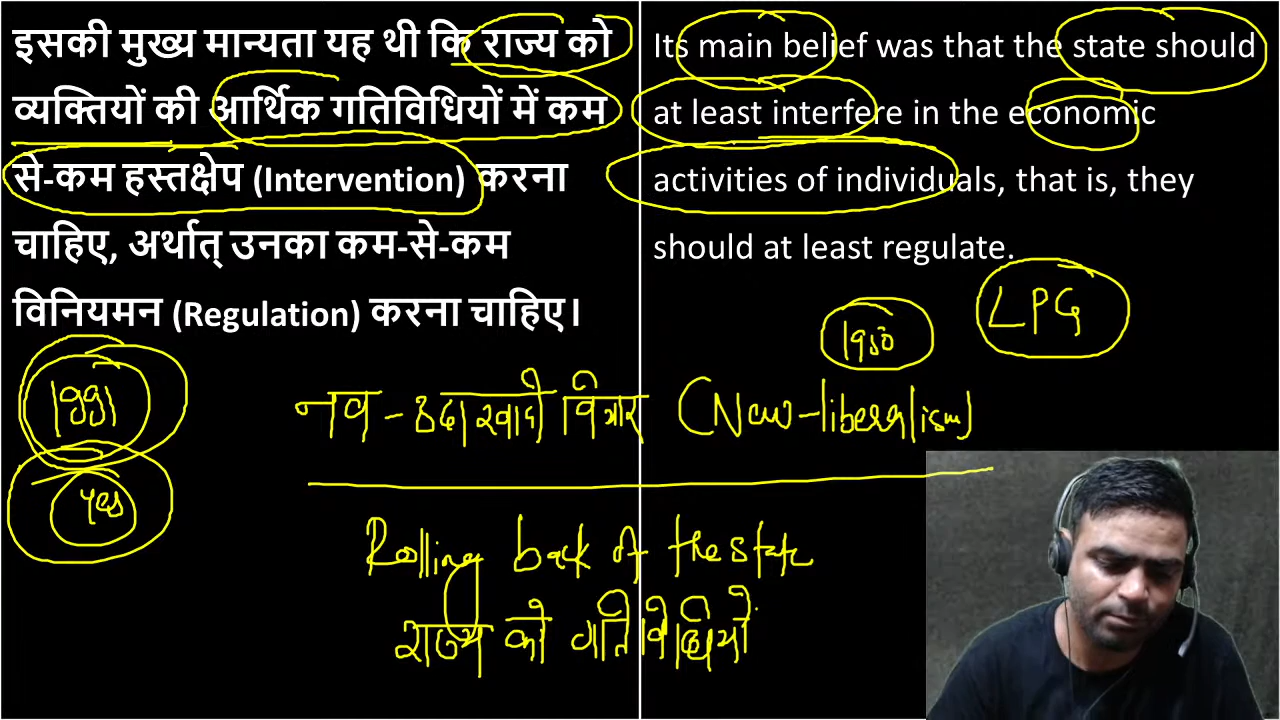 इसकी मुख्य मान्यता यह थी कि राज्य को
व्यक्तियों की आर्थिक गतिविधियों में कम
से-कम हस्तक्षेप (Intervention) करना
चाहिए, अर्थात् उनका कम-से-कम
विनियमन (Regulation) करना चाहिए।
Its main belief was that the state should
at least interfere in the economic
activities of individuals, that is, they
should at least regulate.
LPG
1950
1991
नव - उदारवादी विचार (New-liberalism)
Yes
Rolling back of the state
राज्य को गतिविधियों